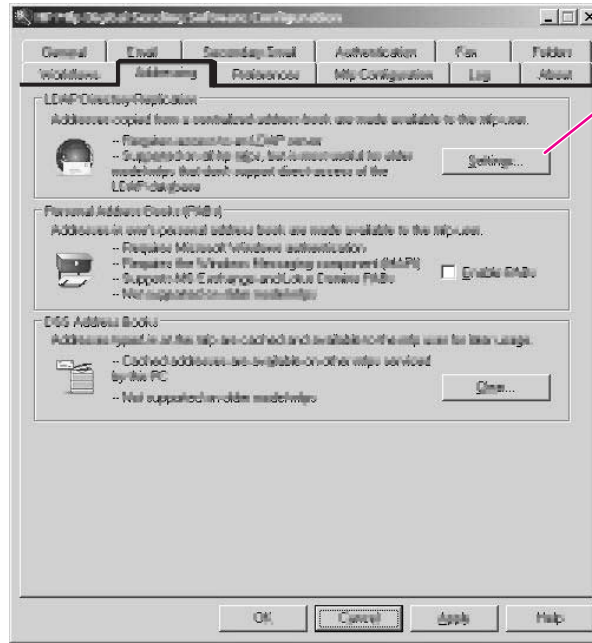 HP Mfp Digital Sending Software Configuration
General Email Secondary Email Authentication Fax Folders
Workflows Addressing Preferences Mfp Configuration Log About
LDAP Directory Replication
Addresses copied from a centralized address book are made available to the mfp user.
-- Requires access to an LDAP server
-- Supported on all hp mfps, but is most useful for older
model mfps that don't support direct access of the
LDAP database
Settings...
Personal Address Books (PABs)
Addresses in one's personal address book are made available to the mfp user.
-- Requires Microsoft Windows authentication
-- Requires the Windows Messaging component (MAPI)
-- Supports MS Exchange and Lotus Domino PABs
-- Not supported on older model mfps
Enable PABs
DSS Address Books
Addresses typed in at the mfp are cached and available to the mfp user for later usage.
-- Cached addresses are available on other mfps serviced
by this PC
-- Not supported on older model mfps
Clear...
OK Cancel Apply Help